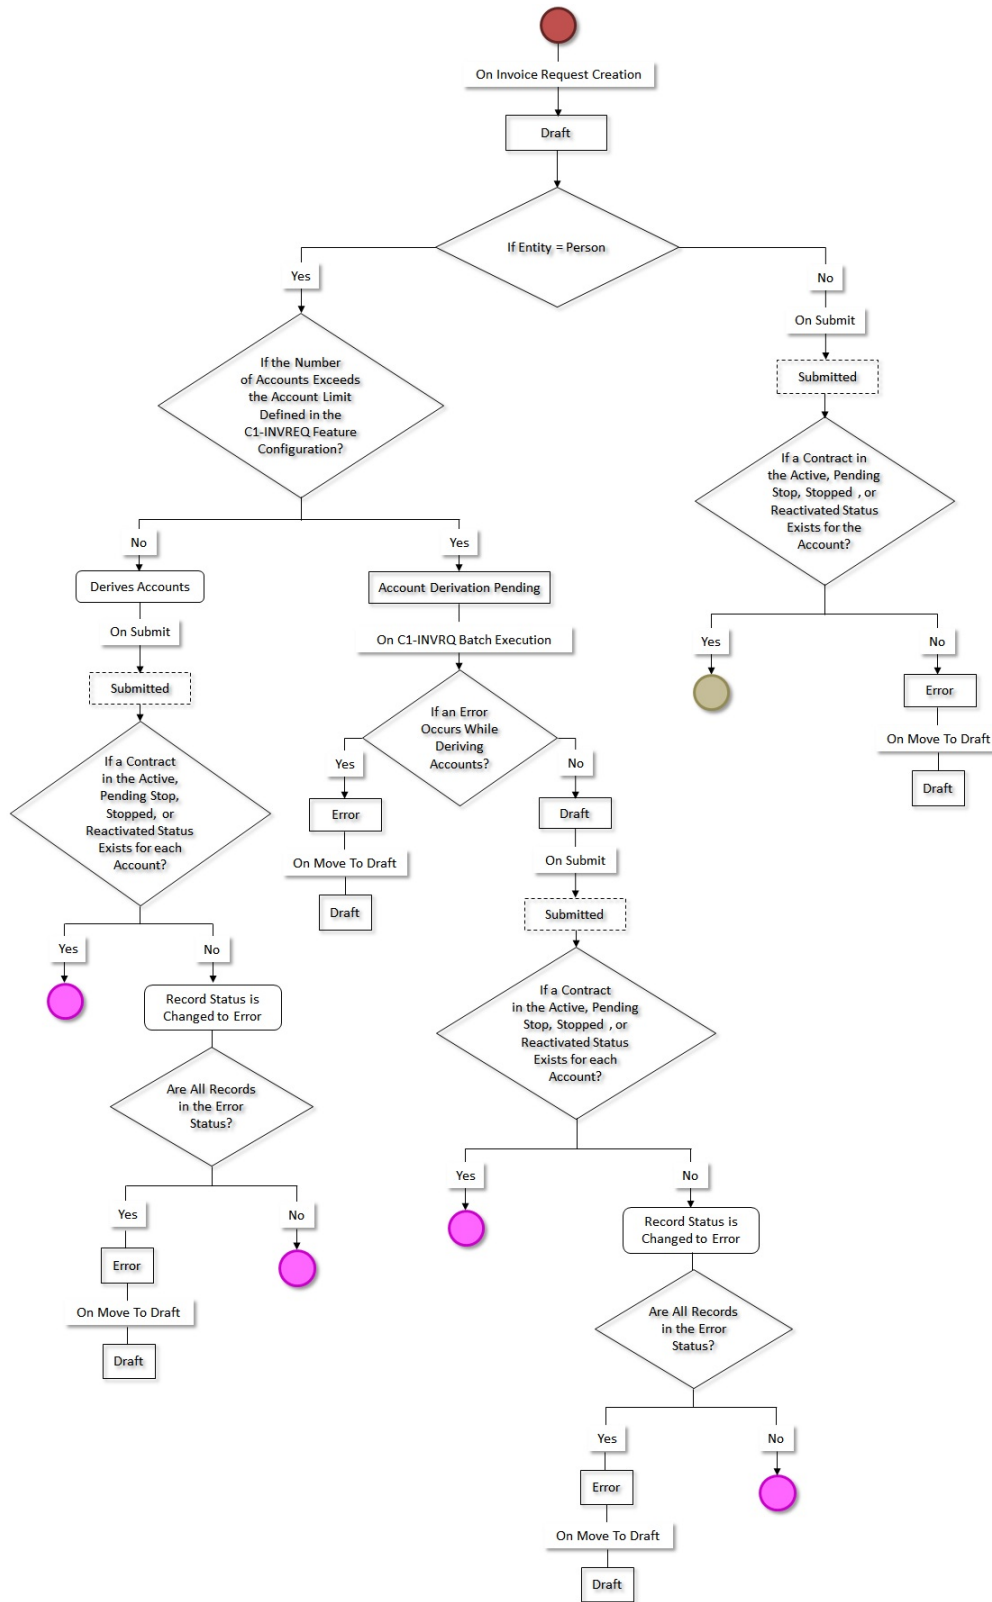 On Invoice Request Creation
Draft
If Entity = Person
Yes
No
On Submit
Submitted
If the Number
of Accounts Exceeds
the Account Limit
Defined in the
C1-INVREQ Feature
Configuration?
If a Contract in
the Active, Pending
Stop, Stopped , or
Reactivated Status
Exists for the
Account?
No
Yes
Derives Accounts
Account Derivation Pending
On Submit
On C1-INVRQ Batch Execution
Yes
No
Submitted
Error
If an Error
Occurs While
Deriving
Accounts?
On Move To Draft
Draft
Yes
No
If a Contract
in the Active,
Pending Stop,
Stopped, or
Reactivated Status
Exists for each
Account?
Error
Draft
On Move To Draft
On Submit
Draft
Submitted
Yes
No
If a Contract
in the Active, Pending
Stop, Stopped , or
Reactivated Status
Exists for each
Account?
Record Status is
Changed to Error
Are All Records
in the Error
Status?
Yes
No
Yes
No
Record Status is
Changed to Error
Error
On Move To Draft
Draft
Are All Records
in the Error
Status?
Yes
No
Error
On Move To Draft
Draft